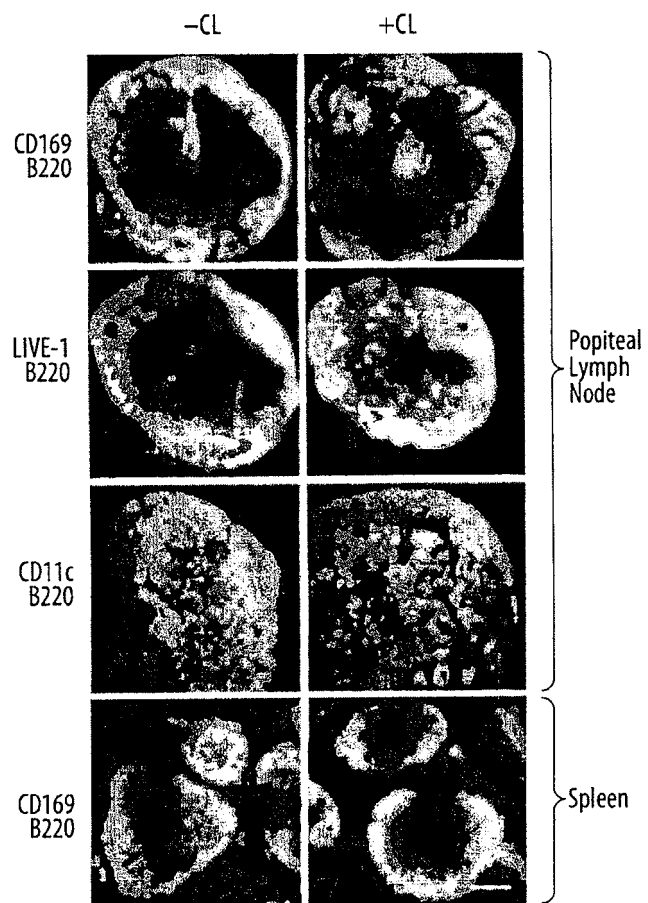 –CL
+CL
CD169
B220
LIVE-1
B220
Popiteal
Lymph
Node
CD11c
B220
CD169
B220
Spleen